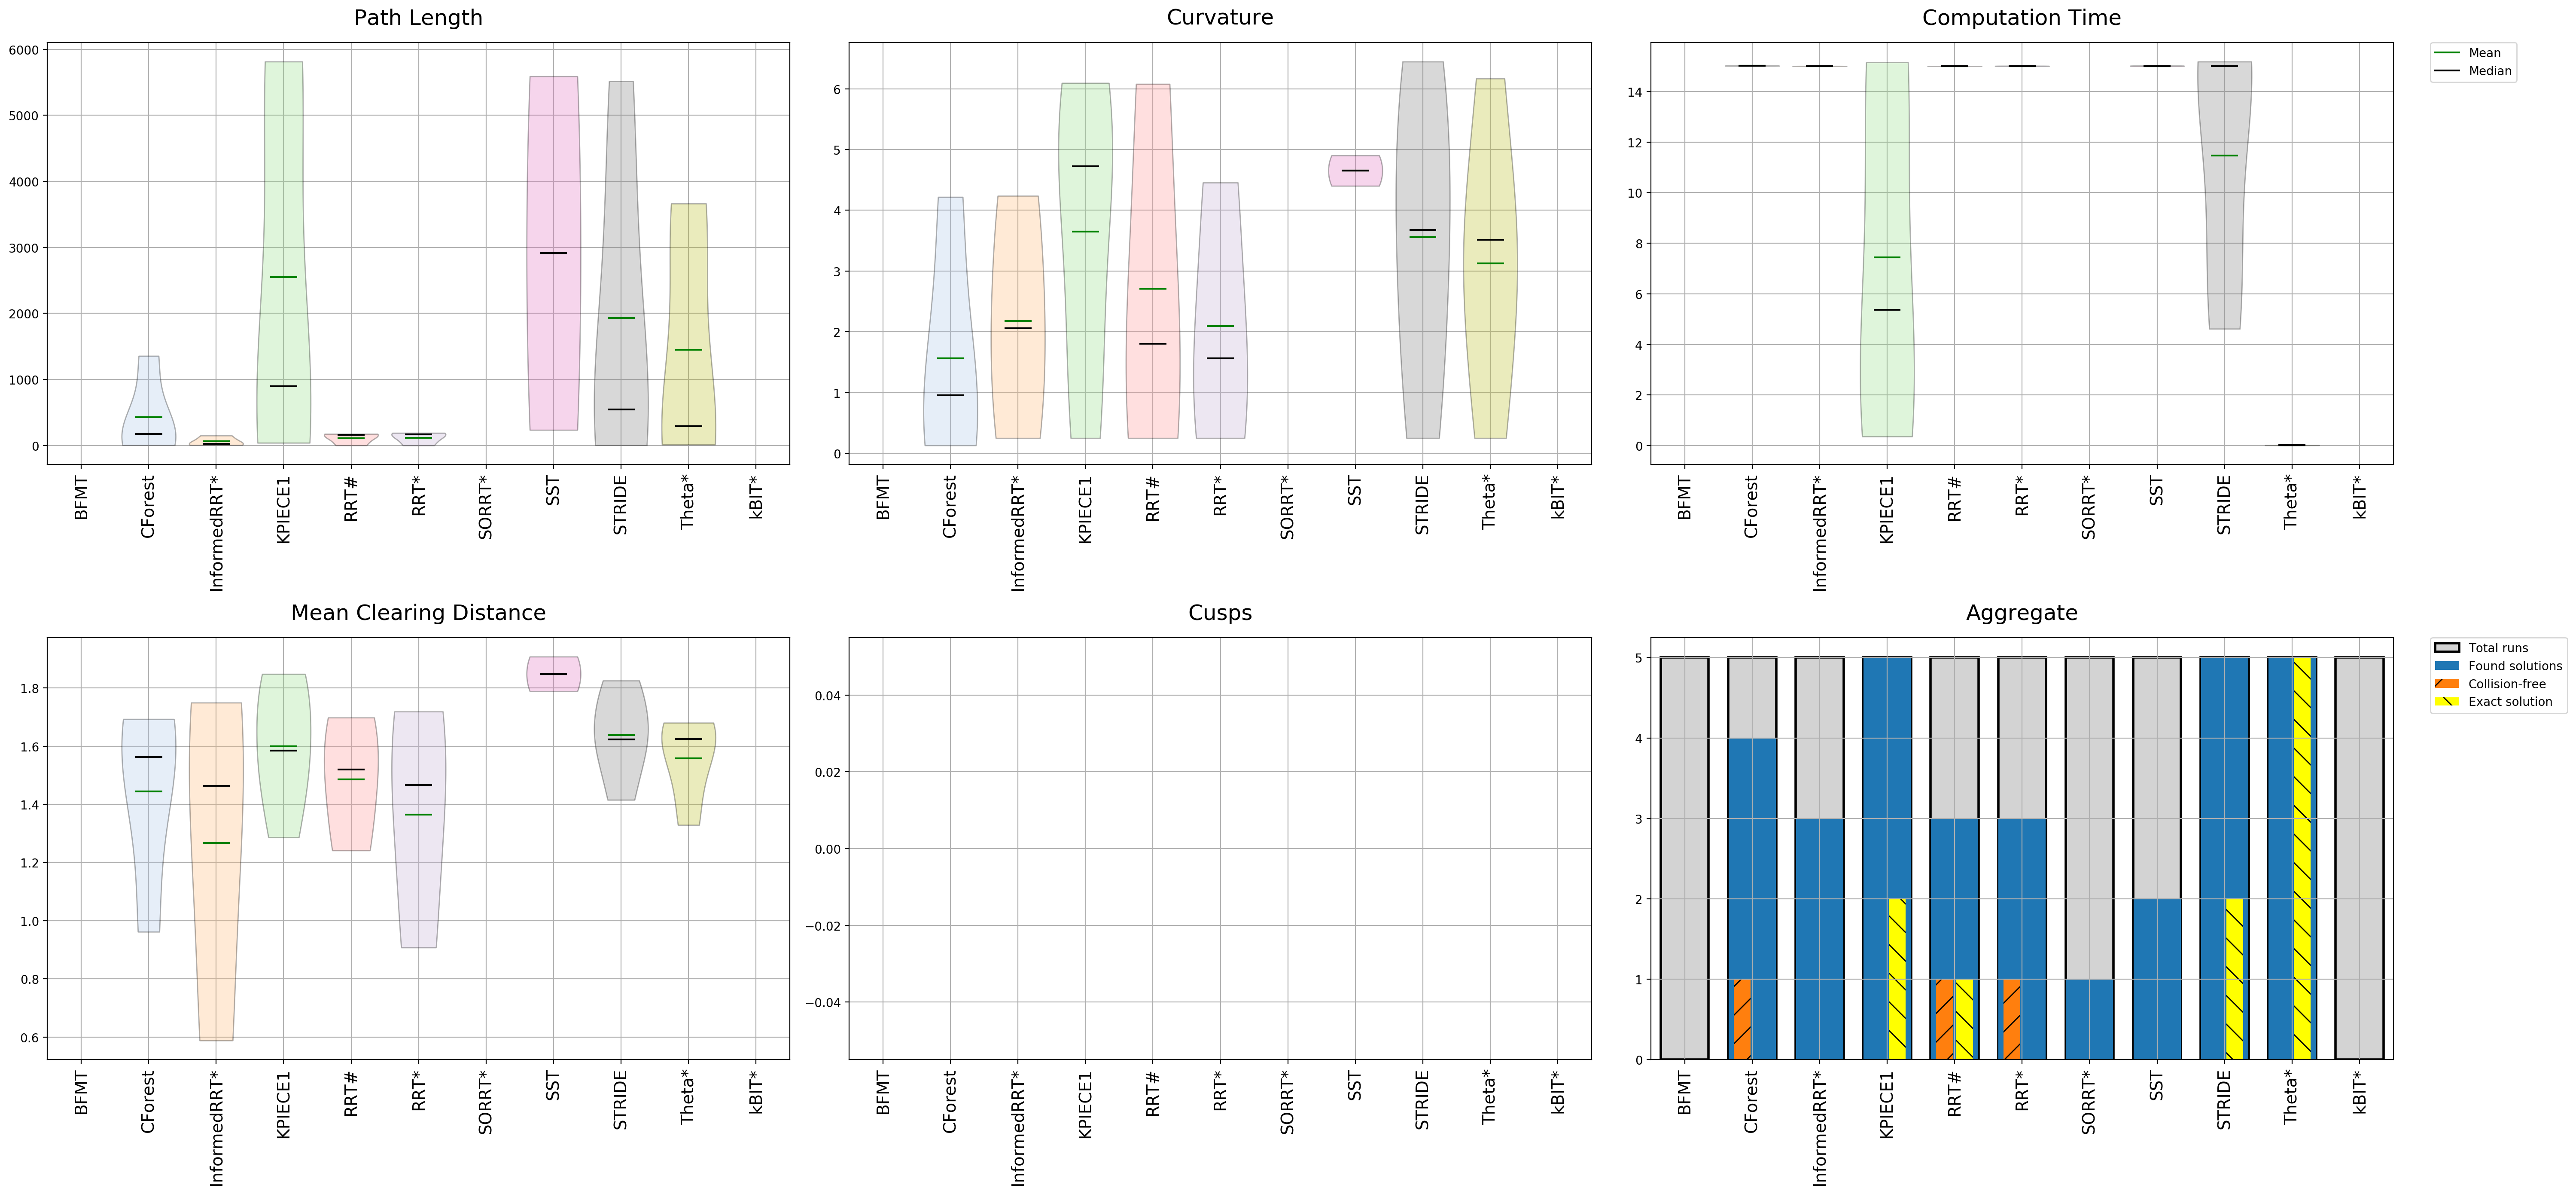 Path Length
6000
5000
4000
3000
2000
1000
0
BFMT
CForest
InformedRRT*
KPIECE1
RRT#
RRT*
SORRT*
SST
STRIDE
Theta*
kBIT*
Curvature
6
5
4
3
2
1
0
BFMT
CForest
InformedRRT*
KPIECE1
RRT#
RRT*
SORRT*
SST
STRIDE
Theta*
kBIT*
Computation Time
14
12
10
8
6
4
2
0
BFMT
CForest
InformedRRT*
KPIECE1
RRT#
RRT*
SORRT*
SST
STRIDE
Theta*
kBIT*
Mean
Median
Mean Clearing Distance
1.8
1.6
1.4
1.2
1.0
0.8
0.6
BFMT
CForest
InformedRRT*
KPIECE1
RRT#
RRT*
SORRT*
SST
STRIDE
Theta*
kBIT*
Cusps
0.04
0.02
0.00
−0.02
−0.04
BFMT
CForest
InformedRRT*
KPIECE1
RRT#
RRT*
SORRT*
SST
STRIDE
Theta*
kBIT*
Aggregate
5
4
3
2
1
0
BFMT
CForest
InformedRRT*
KPIECE1
RRT#
RRT*
SORRT*
SST
STRIDE
Theta*
kBIT*
Total runs
Found solutions
Collision-free
Exact solution